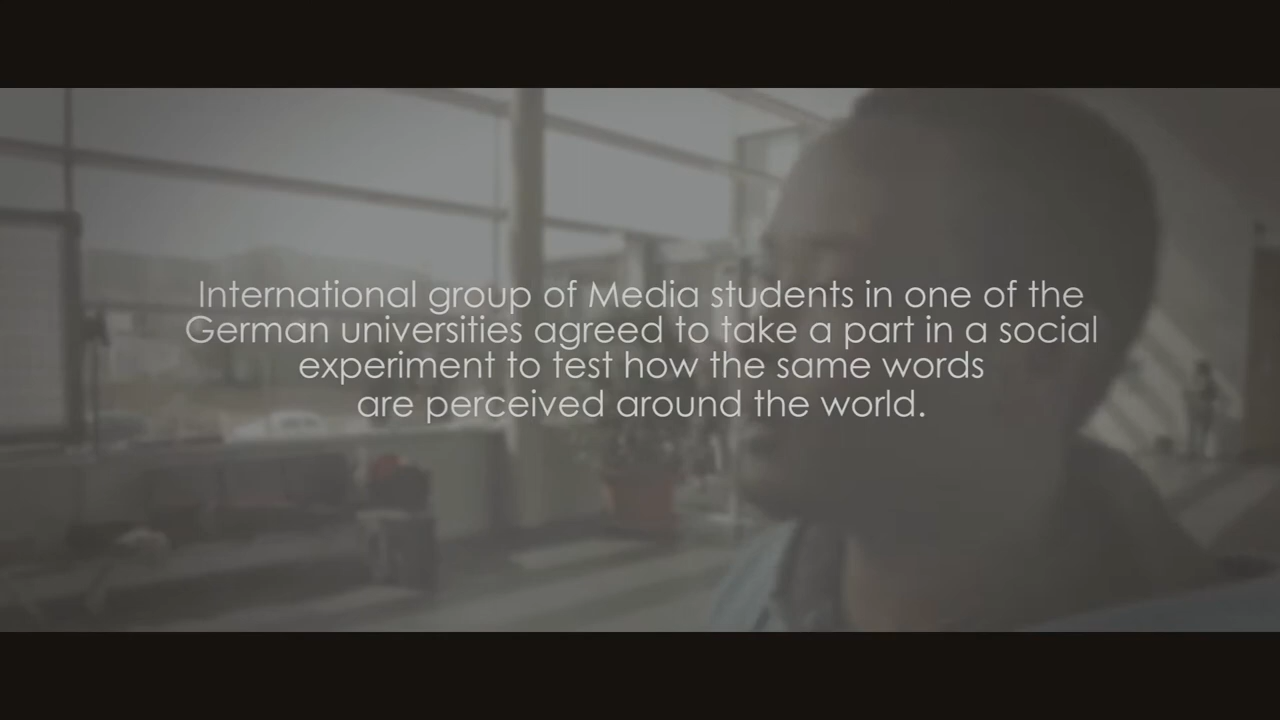 International group of Media students in one of the
German universities agreed to take a part in a social
experiment to test how the same words
are perceived around the world.